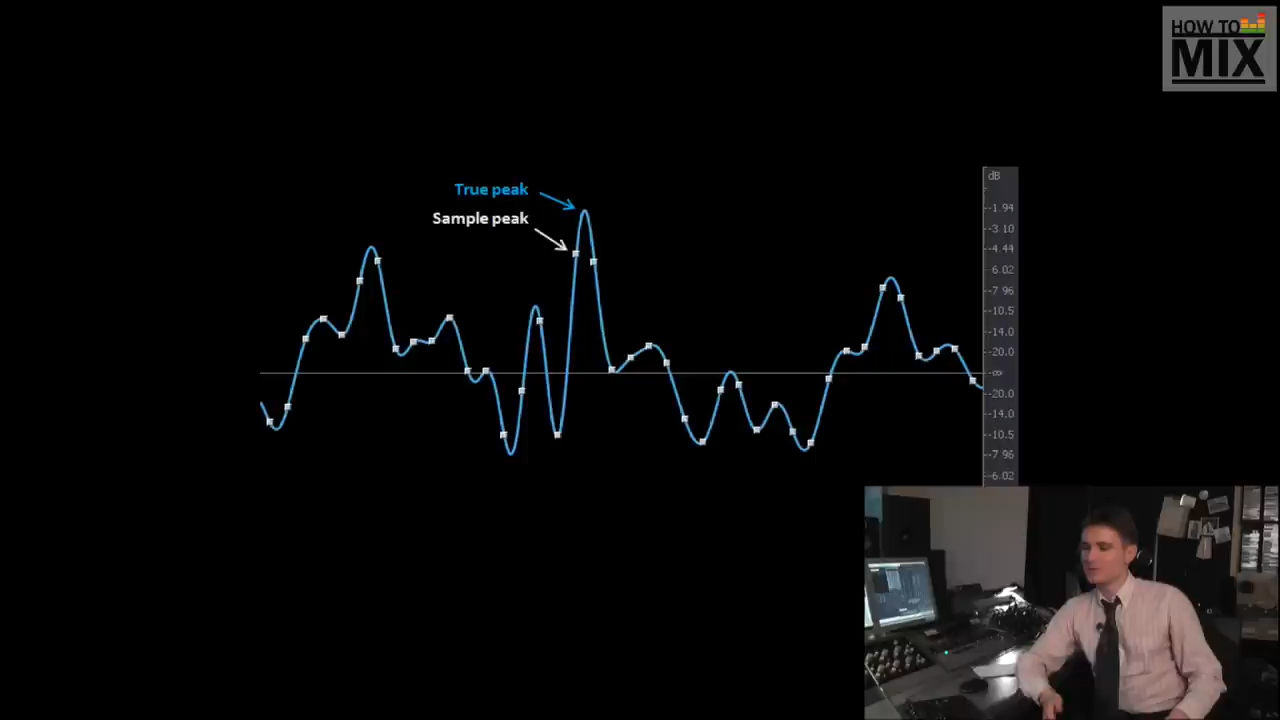 HOW TO
MIX
True peak
Sample peak
dB
-1.94
-3.10
-4.44
6.02
-7.96
-10.5
-14.0
-20.0
-∞
-20.0
-14.0
-10.5
-7.96
-6.02